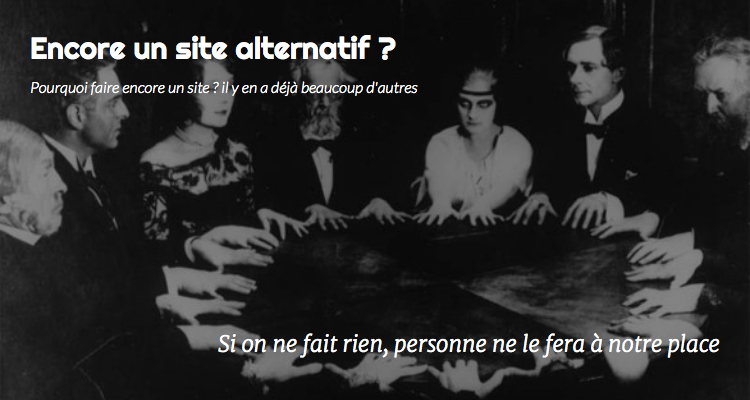 Encore un site alternatif ?
Pourquoi faire encore un site ? il y en a déjà beaucoup d'autres
Si on ne fait rien, personne ne le fera à notre place